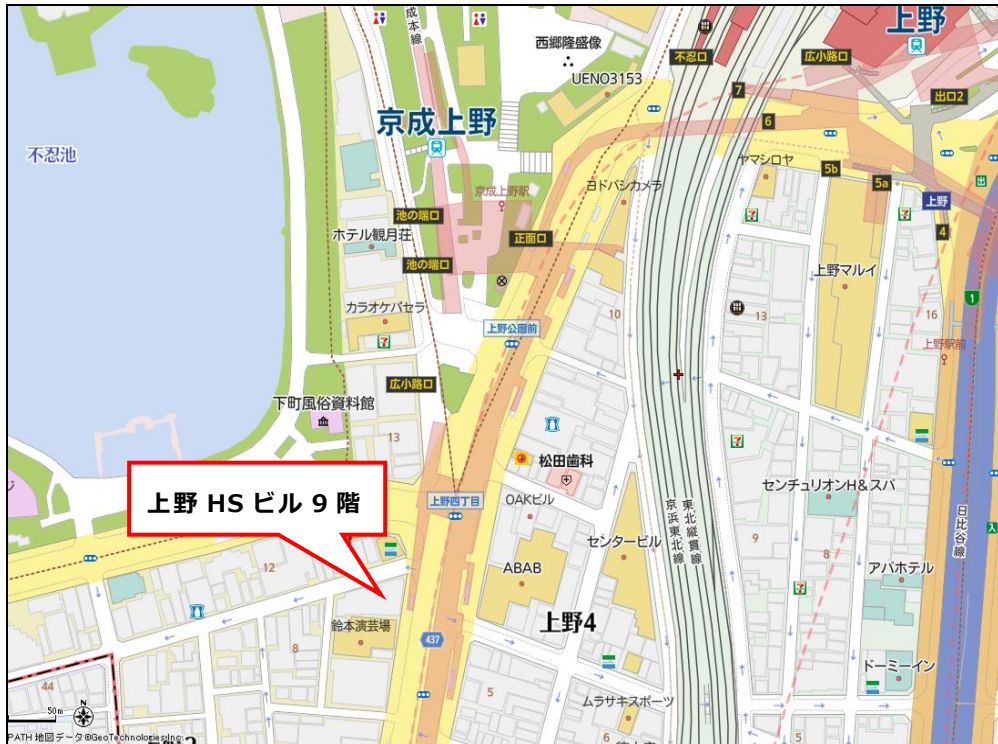 上野
西郷隆盛像
不忍口
広小路口
UENO3153
7
出口2
京成本線
京成上野
6
不忍池
ヤマシロヤ
5b
5a
出
京成上野駅
ヨドバシカメラ
上野
池の端口
正面口
4
ホテル観月荘
池の端口
上野マルイ
1
カラオケパセラ
10
13
16
上野公園前
上野駅前
広小路口
下町風俗資料館
13
松田歯科
上野 HS ビル 9 階
上野四丁目
OAKビル
センチュリオンH&スパ
京浜東北線
東北縦貫線
日比谷線
入
センタービル
9
8
12
ABAB
アパホテル
鈴本演芸場
上野4
8
437
ドーミーイン
44
5
ムラサキスポーツ
5
10
N
50m
PATH 地図データ©GeoTechnologies,Inc.